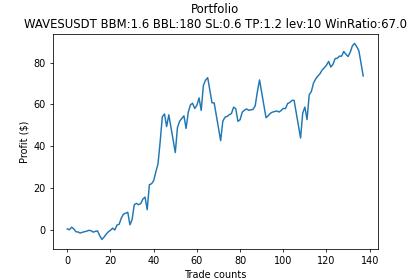 Portfolio
WAVESUSDT BBM:1.6 BBL:180 SL:0.6 TP:1.2 lev:10 WinRatio:67.0
80
60
40
20
0
Profit ($)
0 20 40 60 80 100 120 140
Trade counts